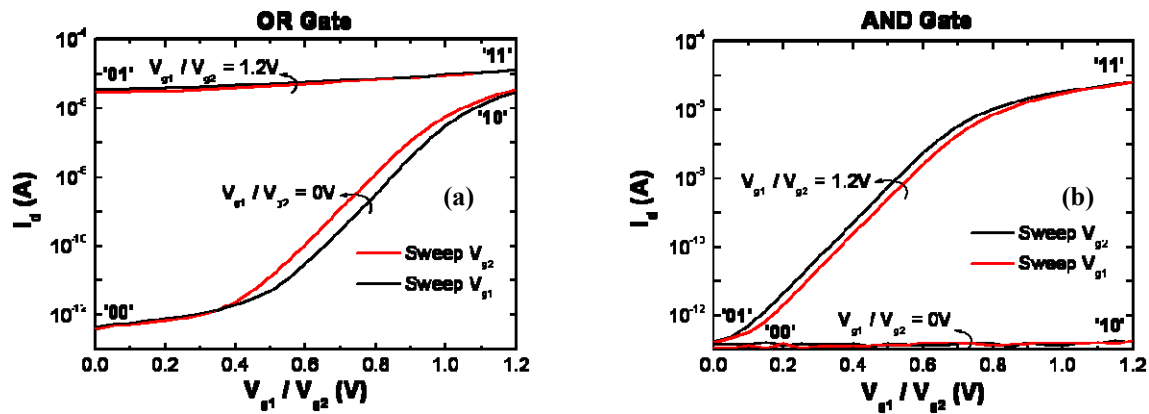 OR Gate
10⁻⁴
10⁻⁶
10⁻⁸
10⁻¹⁰
10⁻¹²
I_d (A)
'01'
V_g1 / V_g2 = 1.2V
'11'
'10'
V_g1 / V_g2 = 0V
(a)
Sweep V_g2
Sweep V_g1
'00'
0.0 0.2 0.4 0.6 0.8 1.0 1.2
V_g1 / V_g2 (V)
AND Gate
10⁻⁴
10⁻⁶
10⁻⁸
10⁻¹⁰
10⁻¹²
I_d (A)
'11'
V_g1 / V_g2 = 1.2V
(b)
Sweep V_g2
Sweep V_g1
'01'
'00'
V_g1 / V_g2 = 0V
'10'
0.0 0.2 0.4 0.6 0.8 1.0 1.2
V_g1 / V_g2 (V)